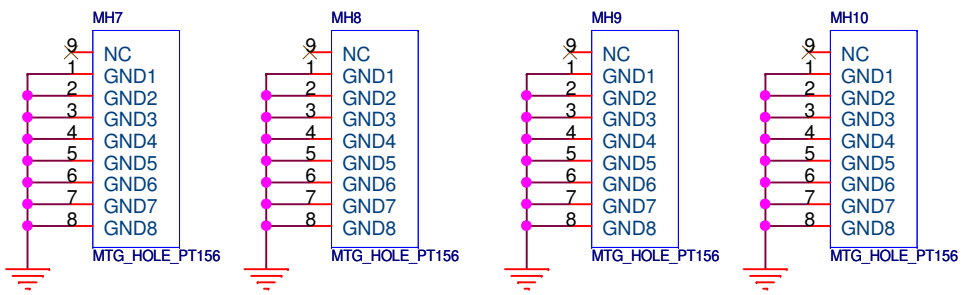 MH7 MH8 MH9 MH10
9 NC 9 NC 9 NC 9 NC
1 GND1 1 GND1 1 GND1 1 GND1
2 GND2 2 GND2 2 GND2 2 GND2
3 GND3 3 GND3 3 GND3 3 GND3
4 GND4 4 GND4 4 GND4 4 GND4
5 GND5 5 GND5 5 GND5 5 GND5
6 GND6 6 GND6 6 GND6 6 GND6
7 GND7 7 GND7 7 GND7 7 GND7
8 GND8 8 GND8 8 GND8 8 GND8
MTG_HOLE_PT156 MTG_HOLE_PT156 MTG_HOLE_PT156 MTG_HOLE_PT156